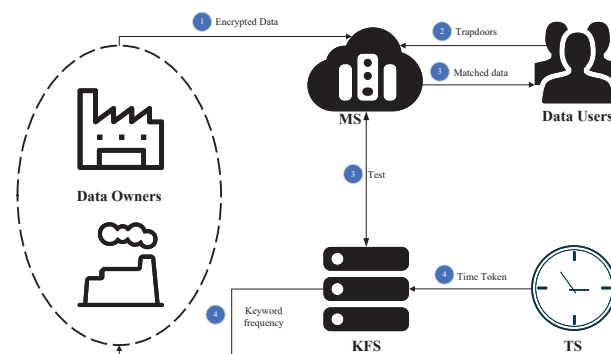 1 Encrypted Data
2 Trapdoors
3 Matched data
MS
Data Users
Data Owners
3 Test
4 Time Token
4 Keyword
frequency
KFS
TS